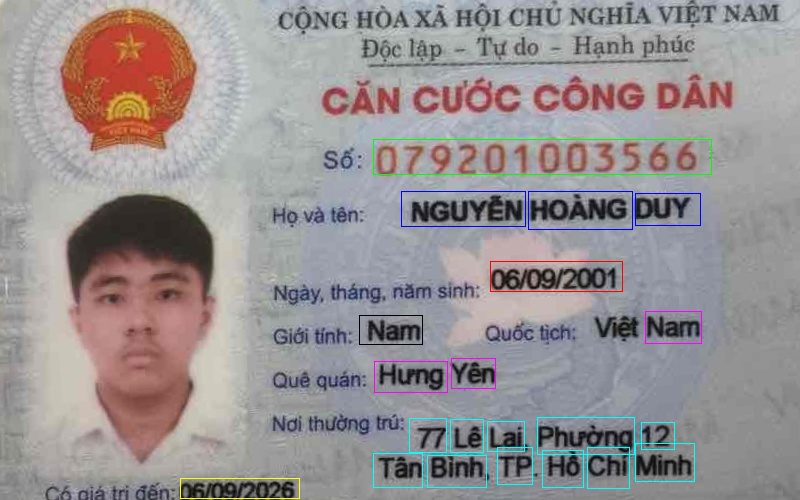 CỘNG HÒA XÃ HỘI CHỦ NGHĨA VIỆT NAM
Độc lập - Tự do - Hạnh phúc
CĂN CƯỚC CÔNG DÂN
Số: 079201003566
Họ và tên: NGUYỄN HOÀNG DUY
Ngày, tháng, năm sinh: 06/09/2001
Giới tính: Nam Quốc tịch: Việt Nam
Quê quán: Hưng Yên
Nơi thường trú: 77 Lê Lai, Phường 12
Tân Bình, TP. Hồ Chí Minh
Có giá trị đến: 06/09/2026
VIỆT NAM